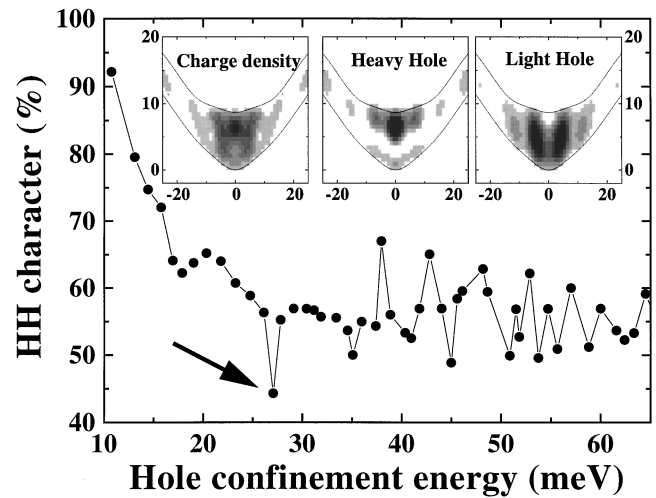 100
90
80
70
60
50
40
HH character (%)
20
10
0
Charge density
-20 0 20
Heavy Hole
-20 0 20
Light Hole
20
10
0
-20 0 20
10 20 30 40 50 60
Hole confinement energy (meV)